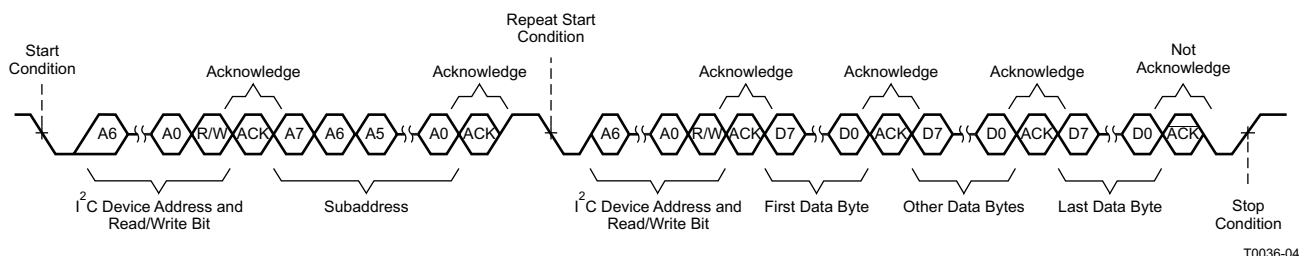 Repeat Start
Condition
Start
Condition
Acknowledge
Acknowledge
Acknowledge
Acknowledge
Acknowledge
Not
Acknowledge
A6 A0 R/W ACK A7 A6 A5 A0 ACK A6 A0 R/W ACK D7 D0 ACK D7 D0 ACK D7 D0 ACK
I2C Device Address and
Read/Write Bit
Subaddress
I2C Device Address and
Read/Write Bit
First Data Byte
Other Data Bytes
Last Data Byte
Stop
Condition
T0036-04